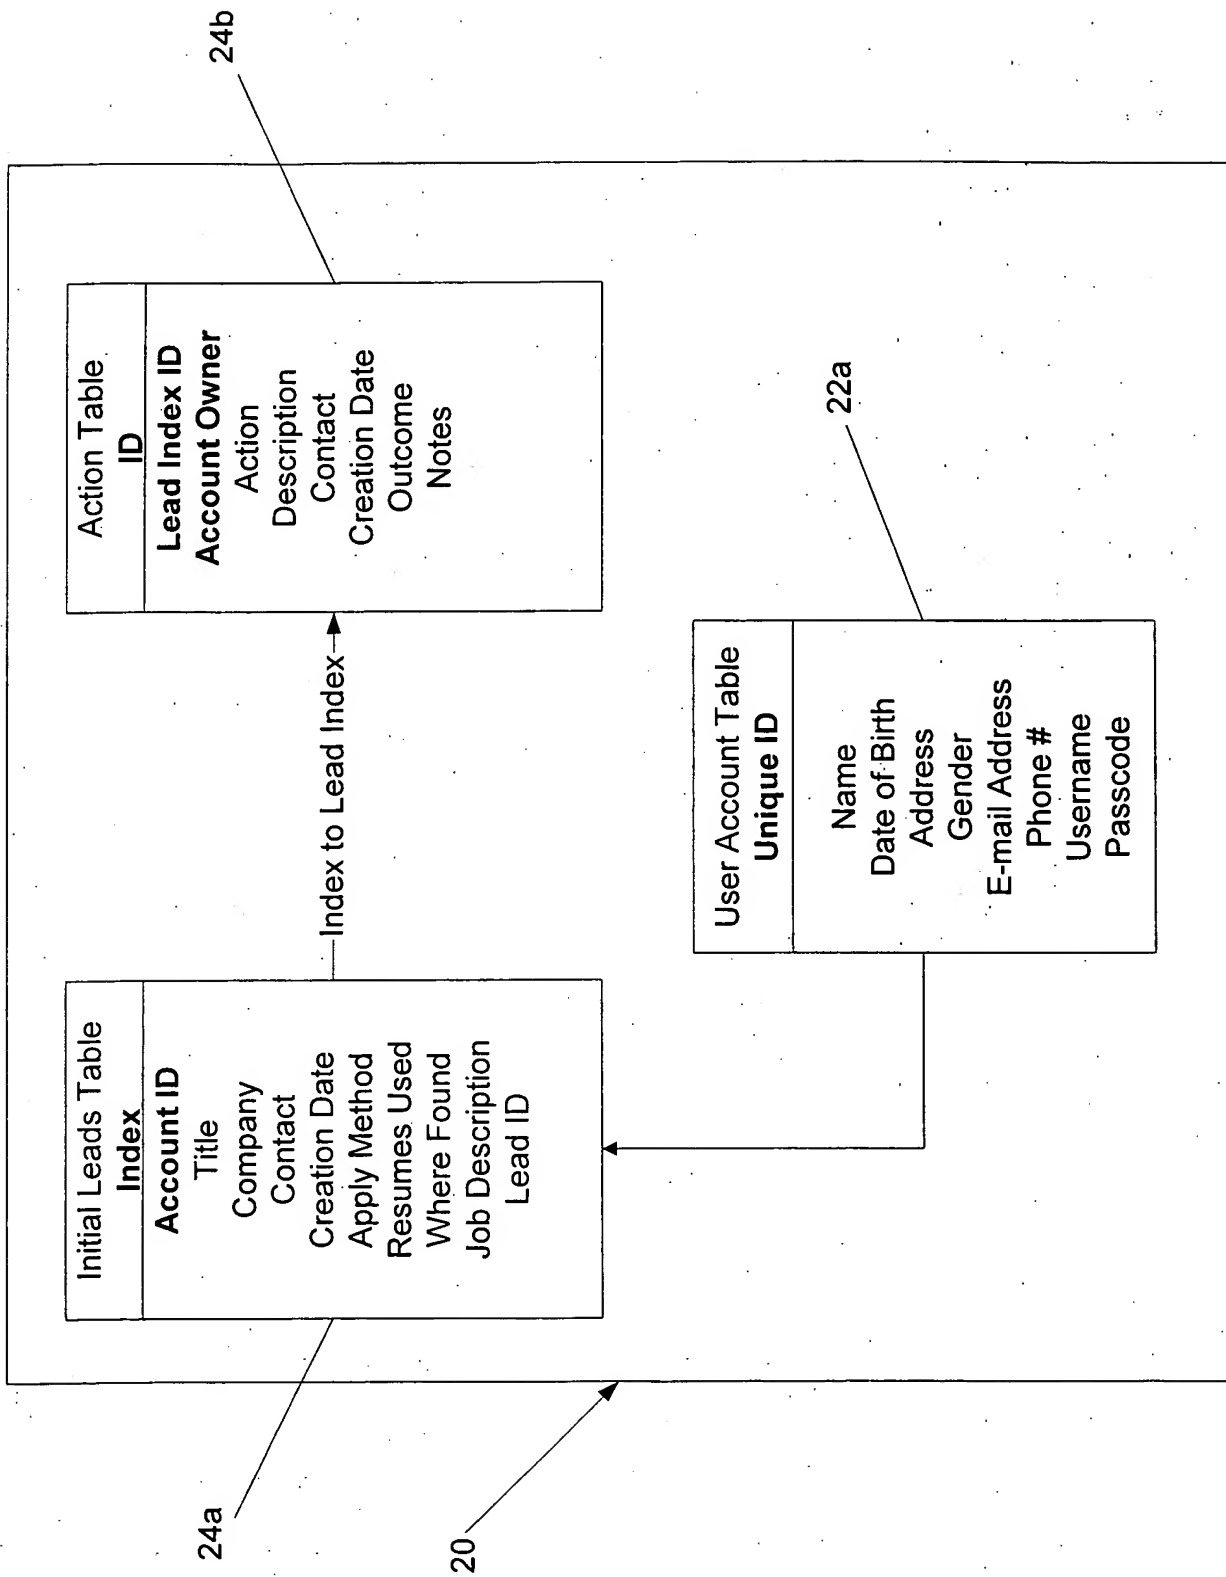 24a
24b
20
Initial Leads Table
Index
Account ID
Title
Company
Contact
Creation Date
Apply Method
Resumes Used
Where Found
Job Description
Lead ID
Index to Lead Index
Action Table
ID
Lead Index ID
Account Owner
Action
Description
Contact
Creation Date
Outcome
Notes
User Account Table
Unique ID
Name
Date of Birth
Address
Gender
E-mail Address
Phone #
Username
Passcode
22a